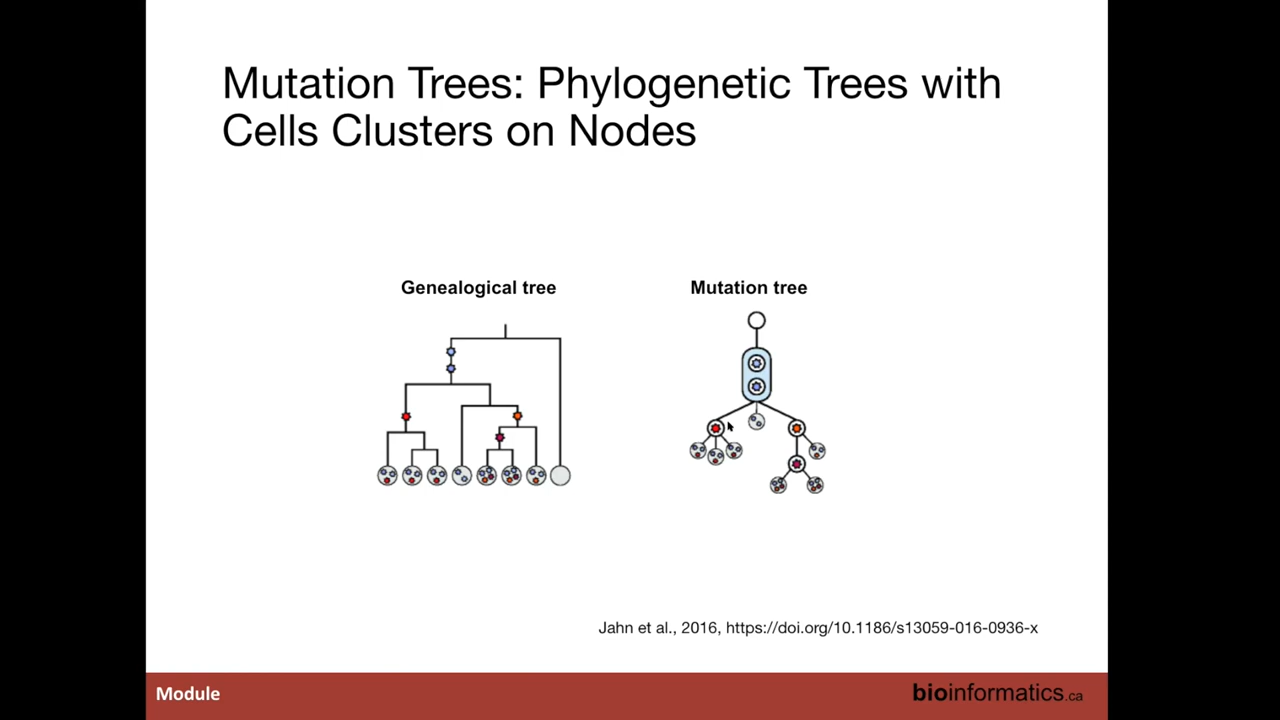 Mutation Trees: Phylogenetic Trees with
Cells Clusters on Nodes
Genealogical tree
Mutation tree
Jahn et al., 2016, https://doi.org/10.1186/s13059-016-0936-x
Module
bioinformatics.ca